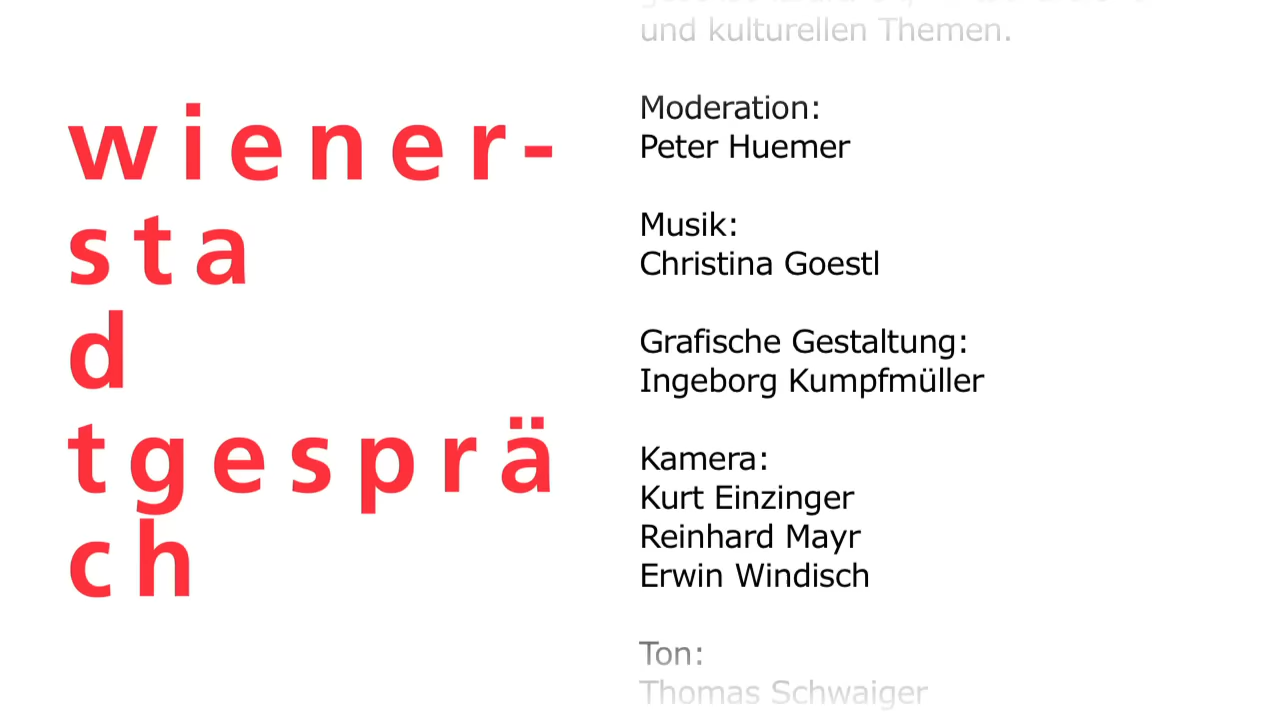 wiener-
sta
d
tgesprä
ch
und kulturellen Themen.
Moderation:
Peter Huemer
Musik:
Christina Goestl
Grafische Gestaltung:
Ingeborg Kumpfmüller
Kamera:
Kurt Einzinger
Reinhard Mayr
Erwin Windisch
Ton:
Thomas Schwaiger